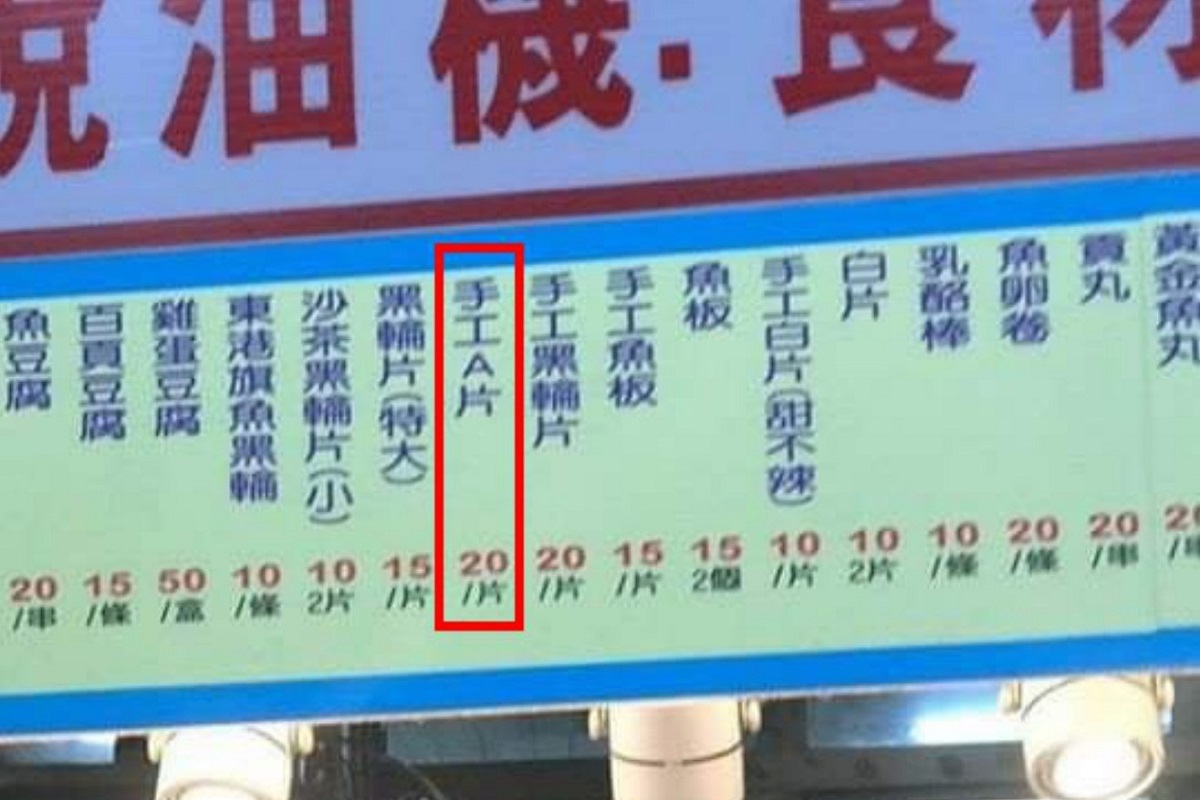 脫油機.食材
魚豆腐 20/串
百頁豆腐 15/條
雞蛋豆腐 50/盒
東港旗魚黑輪 10/條
沙茶黑輪片(小) 10 2片
黑輪片(特大) 15/片
手工A片 20/片
手工黑輪片 20/片
手工魚板 15/片
魚板 15 2個
手工白片(甜不辣) 10/片
白片 10 2片
乳酪棒 10/條
魚卵卷 20/條
貢丸 20/串
黃金魚丸 20/串